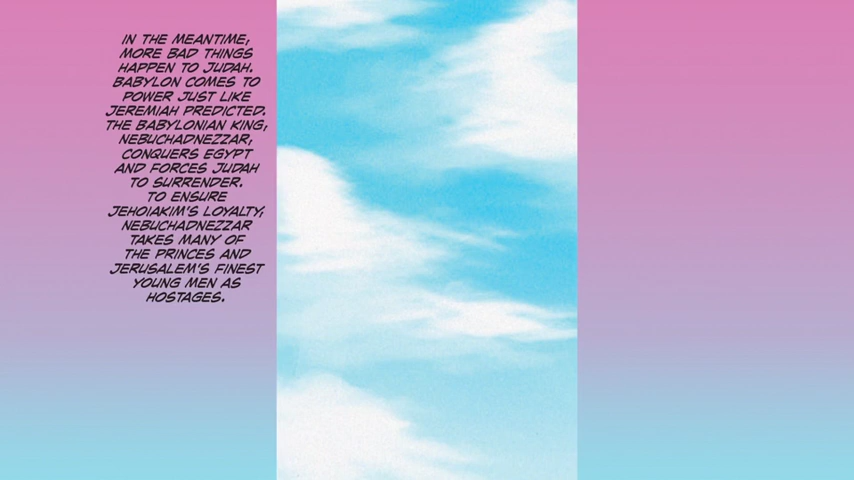 IN THE MEANTIME,
MORE BAD THINGS
HAPPEN TO JUDAH.
BABYLON COMES TO
POWER JUST LIKE
JEREMIAH PREDICTED.
THE BABYLONIAN KING,
NEBUCHADNEZZAR,
CONQUERS EGYPT
AND FORCES JUDAH
TO SURRENDER.
TO ENSURE
JEHOIAKIM'S LOYALTY,
NEBUCHADNEZZAR
TAKES MANY OF
THE PRINCES AND
JERUSALEM'S FINEST
YOUNG MEN AS
HOSTAGES.